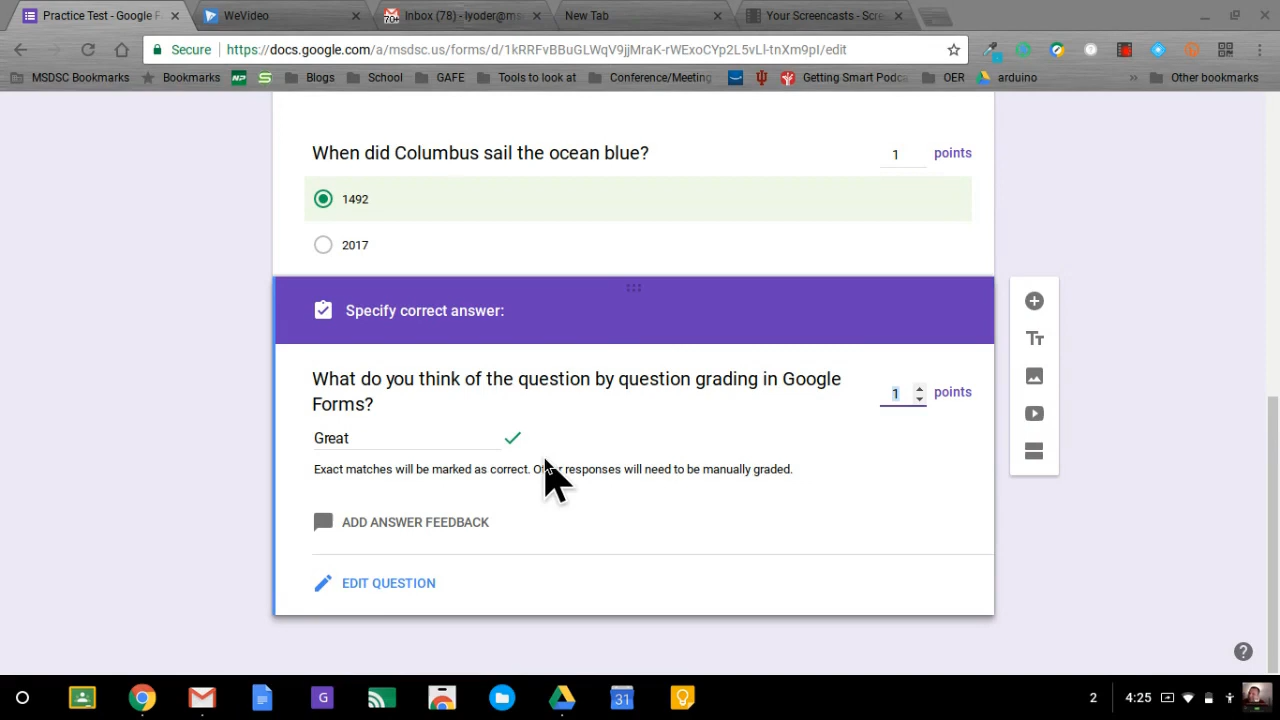 Practice Test - Google F
WeVideo
Inbox (78) - lyoder@ms
New Tab
Your Screencasts - Scre
Secure
https://docs.google.com/a/msdsc.us/forms/d/1kRRFvBBuGLWqV9jjMraK-rWExoCYp2L5vLl-tnXm9pI/edit
MSDSC Bookmarks
Bookmarks
Blogs
School
GAFE
Tools to look at
Conference/Meeting
Getting Smart Podca
OER
arduino
Other bookmarks
When did Columbus sail the ocean blue?
1 points
1492
2017
Specify correct answer:
What do you think of the question by question grading in Google
Forms?
1 points
Great
Exact matches will be marked as correct. Other responses will need to be manually graded.
ADD ANSWER FEEDBACK
EDIT QUESTION
2
4:25